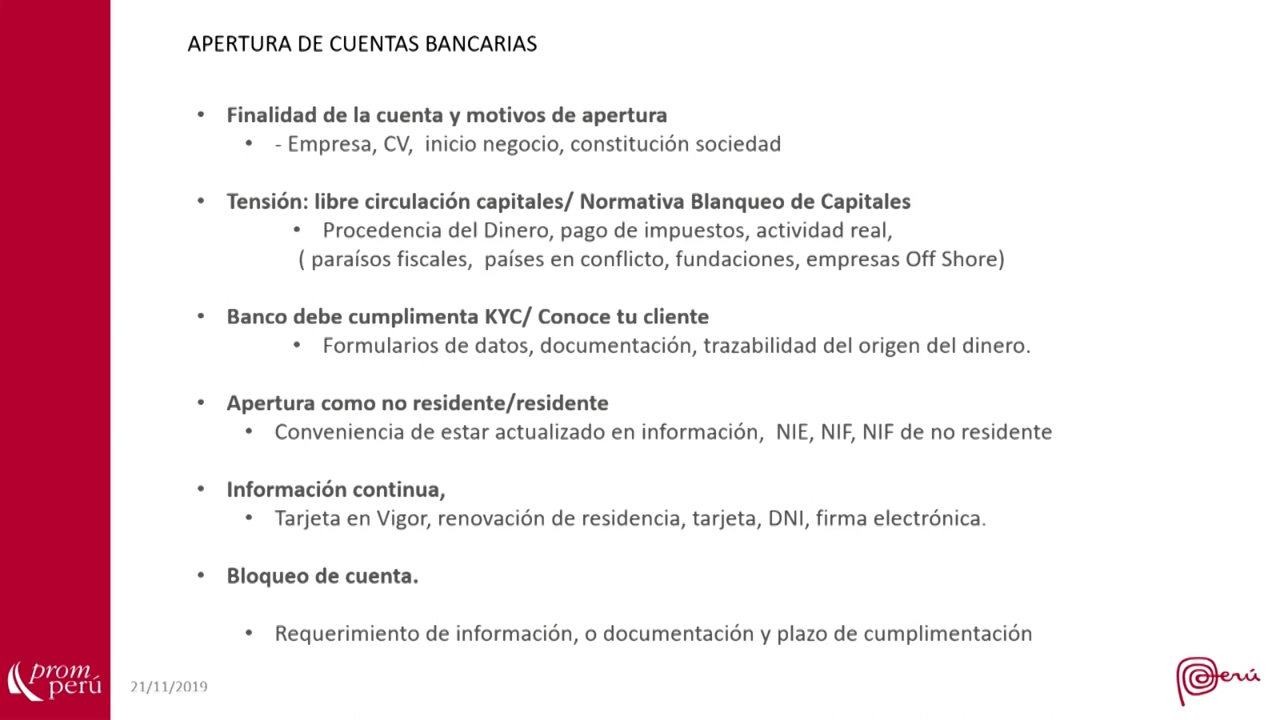 APERTURA DE CUENTAS BANCARIAS
• Finalidad de la cuenta y motivos de apertura
• - Empresa, CV, inicio negocio, constitución sociedad
• Tensión: libre circulación capitales/ Normativa Blanqueo de Capitales
• Procedencia del Dinero, pago de impuestos, actividad real,
( paraísos fiscales, países en conflicto, fundaciones, empresas Off Shore)
• Banco debe cumplimenta KYC/ Conoce tu cliente
• Formularios de datos, documentación, trazabilidad del origen del dinero.
• Apertura como no residente/residente
• Conveniencia de estar actualizado en información, NIE, NIF, NIF de no residente
• Información continua,
• Tarjeta en Vigor, renovación de residencia, tarjeta, DNI, firma electrónica.
• Bloqueo de cuenta.
• Requerimiento de información, o documentación y plazo de cumplimentación
prom
perú
21/11/2019
Perú